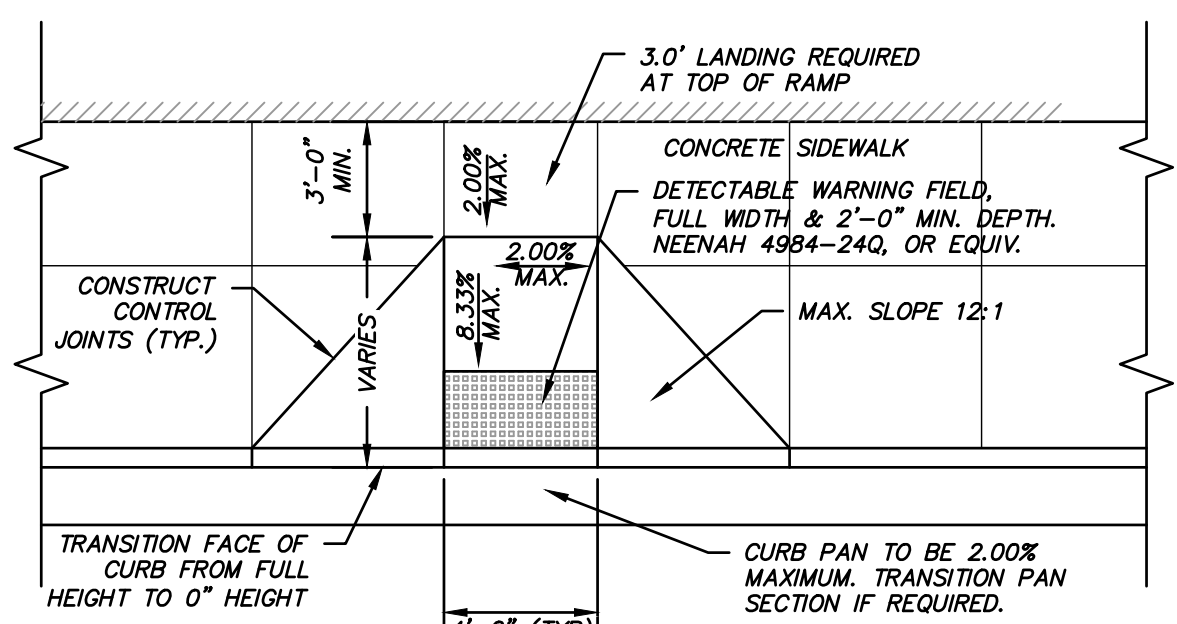 3.0' LANDING REQUIRED
AT TOP OF RAMP
3'-0"
MIN.
2.00%
MAX.
CONCRETE SIDEWALK
DETECTABLE WARNING FIELD,
FULL WIDTH & 2'-0" MIN. DEPTH.
NEENAH 4984-24Q, OR EQUIV.
2.00%
MAX.
8.33%
MAX.
CONSTRUCT
CONTROL
JOINTS (TYP.)
VARIES
MAX. SLOPE 12:1
TRANSITION FACE OF
CURB FROM FULL
HEIGHT TO 0" HEIGHT
CURB PAN TO BE 2.00%
MAXIMUM. TRANSITION PAN
SECTION IF REQUIRED.
(TYP)